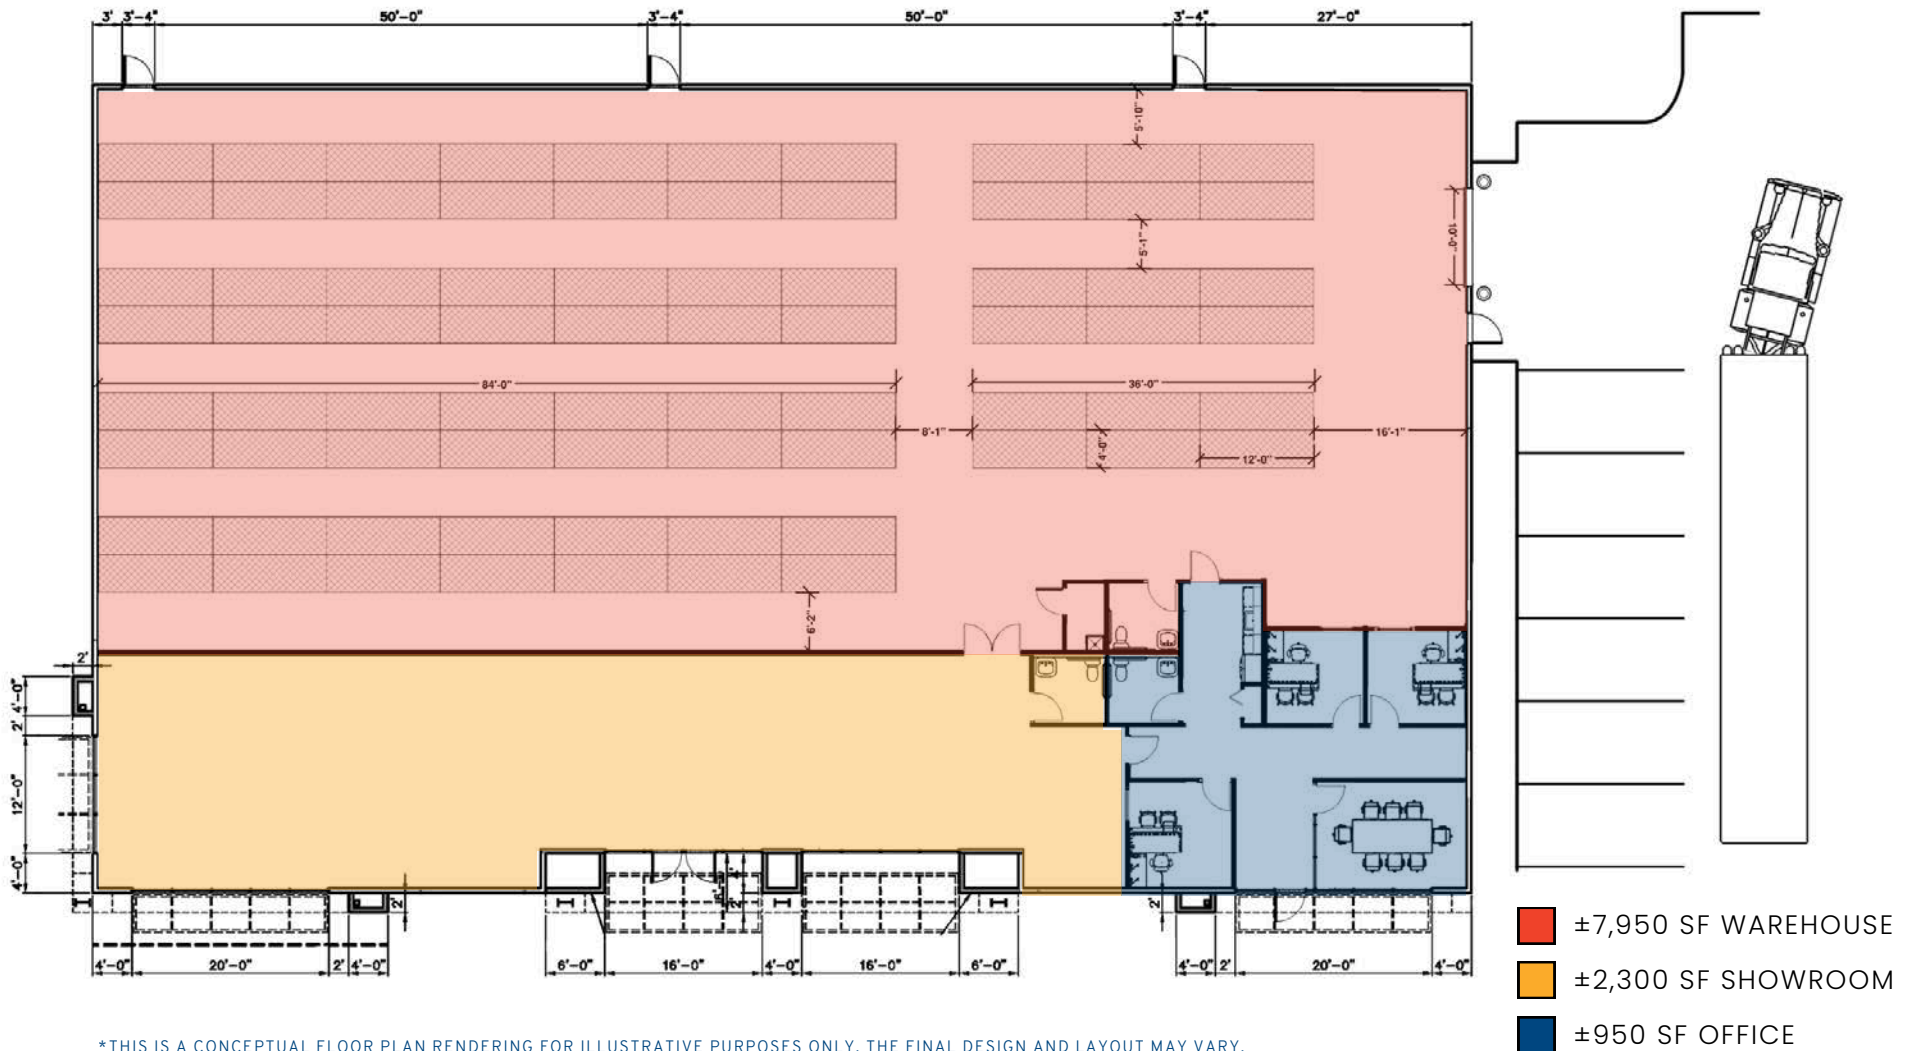 3' 3'-4" 50'-0" 3'-4" 50'-0" 3'-4" 27'-0"
5'-10"
5'-1"
10'-0"
84'-0" 36'-0"
8'-1" 16'-1"
4'-0" 12'-0"
6'-2"
2'
4'-0"
2'
12'-0"
4'-0"
4'
2' 2' 2'
4'-0" 20'-0" 2' 4'-0" 6'-0" 16'-0" 4'-0" 16'-0" 6'-0" 4'-0" 2' 20'-0" 4'-0"
±7,950 SF WAREHOUSE
±2,300 SF SHOWROOM
±950 SF OFFICE
*THIS IS A CONCEPTUAL FLOOR PLAN RENDERING FOR ILLUSTRATIVE PURPOSES ONLY. THE FINAL DESIGN AND LAYOUT MAY VARY.